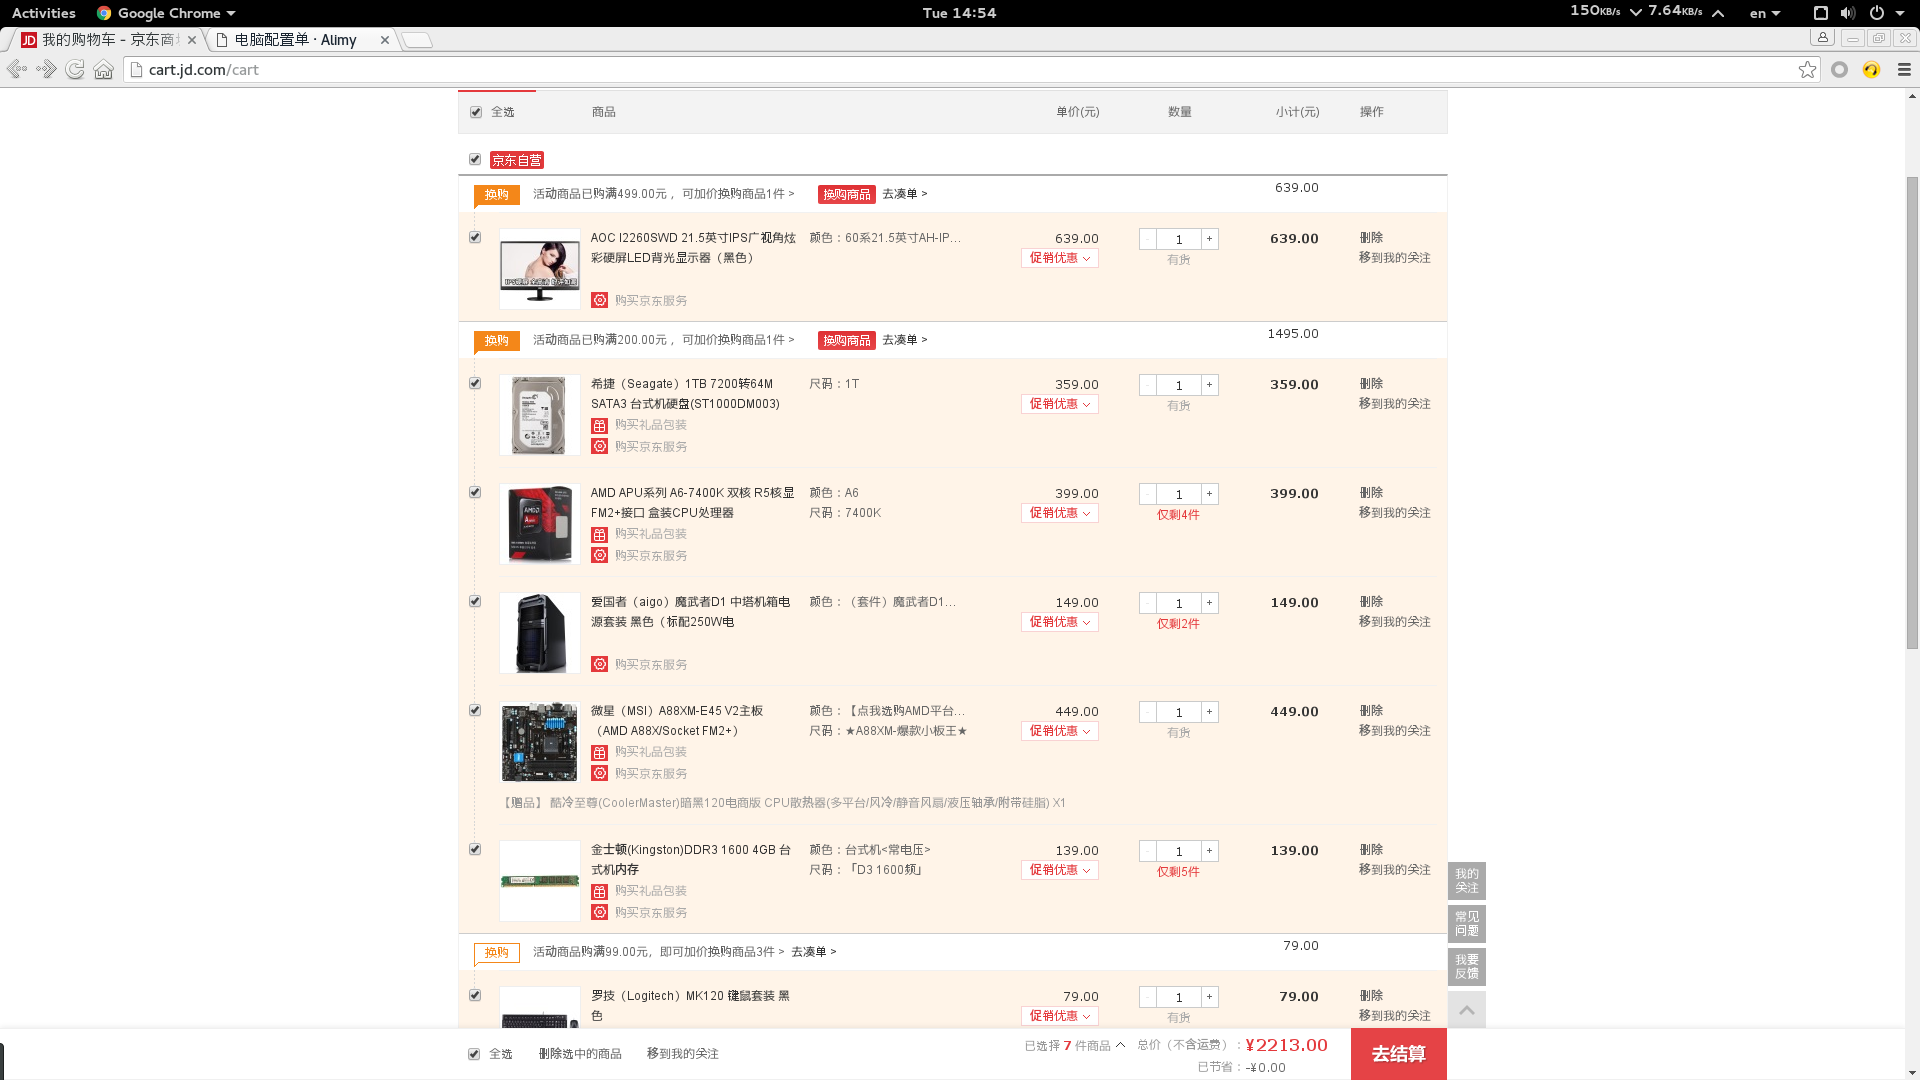 Activities Google Chrome Tue 14:54 150KB/s 7.64KB/s en
我的购物车 - 京东商城 电脑配置单 · Alimy
cart.jd.com/cart
全选 商品 单价(元) 数量 小计(元) 操作
京东自营
换购 活动商品已购满499.00元，可加价换购商品1件 > 换购商品 去凑单 > 639.00
AOC I2260SWD 21.5英寸IPS广视角炫 颜色：60系21.5英寸AH-IP... 639.00 - 1 + 639.00 删除
彩硬屏LED背光显示器（黑色） 促销优惠 有货 移到我的关注
购买京东服务
换购 活动商品已购满200.00元，可加价换购商品1件 > 换购商品 去凑单 > 1495.00
希捷（Seagate）1TB 7200转64M 尺码：1T 359.00 - 1 + 359.00 删除
SATA3 台式机硬盘(ST1000DM003) 促销优惠 有货 移到我的关注
购买礼品包装
购买京东服务
AMD APU系列 A6-7400K 双核 R5核显 颜色：A6 399.00 - 1 + 399.00 删除
FM2+接口 盒装CPU处理器 尺码：7400K 促销优惠 仅剩4件 移到我的关注
购买礼品包装
购买京东服务
爱国者（aigo）魔武者D1 中塔机箱电 颜色：（套件）魔武者D1... 149.00 - 1 + 149.00 删除
源套装 黑色（标配250W电 促销优惠 仅剩2件 移到我的关注
购买京东服务
微星（MSI）A88XM-E45 V2主板 颜色：【点我选购AMD平台... 449.00 - 1 + 449.00 删除
（AMD A88X/Socket FM2+） 尺码：★A88XM-爆款小板王★ 促销优惠 有货 移到我的关注
购买礼品包装
购买京东服务
【赠品】 酷冷至尊(CoolerMaster)暗黑120电商版 CPU散热器(多平台/风冷/静音风扇/液压轴承/附带硅脂) X1
金士顿(Kingston)DDR3 1600 4GB 台 颜色：台式机<常电压> 139.00 - 1 + 139.00 删除
式机内存 尺码：「D3 1600频」 促销优惠 仅剩5件 移到我的关注
购买礼品包装
购买京东服务
我的
关注
常见
问题
我要
反馈
换购 活动商品购满99.00元，即可加价换购商品3件 > 去凑单 > 79.00
罗技（Logitech）MK120 键鼠套装 黑 79.00 - 1 + 79.00 删除
色 促销优惠 有货 移到我的关注
全选 删除选中的商品 移到我的关注 已选择 7 件商品 总价（不含运费）：¥2213.00 去结算
已节省：-¥0.00